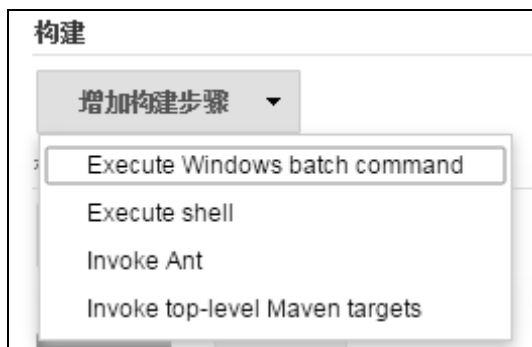 构建
增加构建步骤
Execute Windows batch command
Execute shell
Invoke Ant
Invoke top-level Maven targets